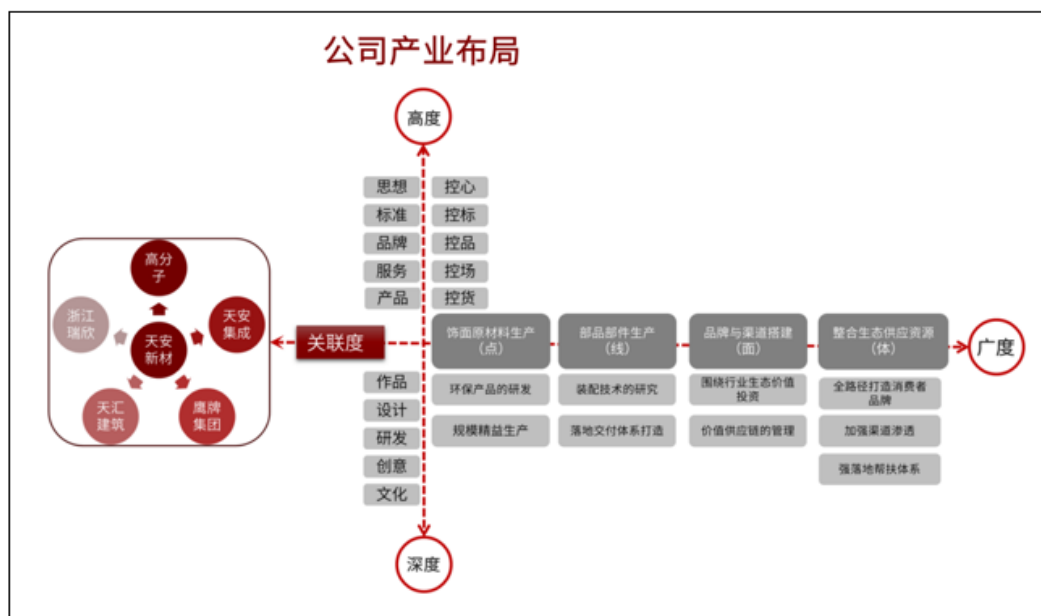 公司产业布局
高度
思想
控心
标准
控标
品牌
控品
服务
控场
产品
控货
高分
子
浙江
瑞欣
天安
集成
天安
新材
天汇
建筑
鹰牌
集团
关联度
饰面原材料生产
（点）
部品部件生产
（线）
品牌与渠道搭建
（面）
整合生态供应资源
（体）
广度
环保产品的研发
装配技术的研究
围绕行业生态价值
投资
全路径打造消费者
品牌
规模精益生产
落地交付体系打造
价值供应链的管理
加强渠道渗透
强落地帮扶体系
作品
设计
研发
创意
文化
深度